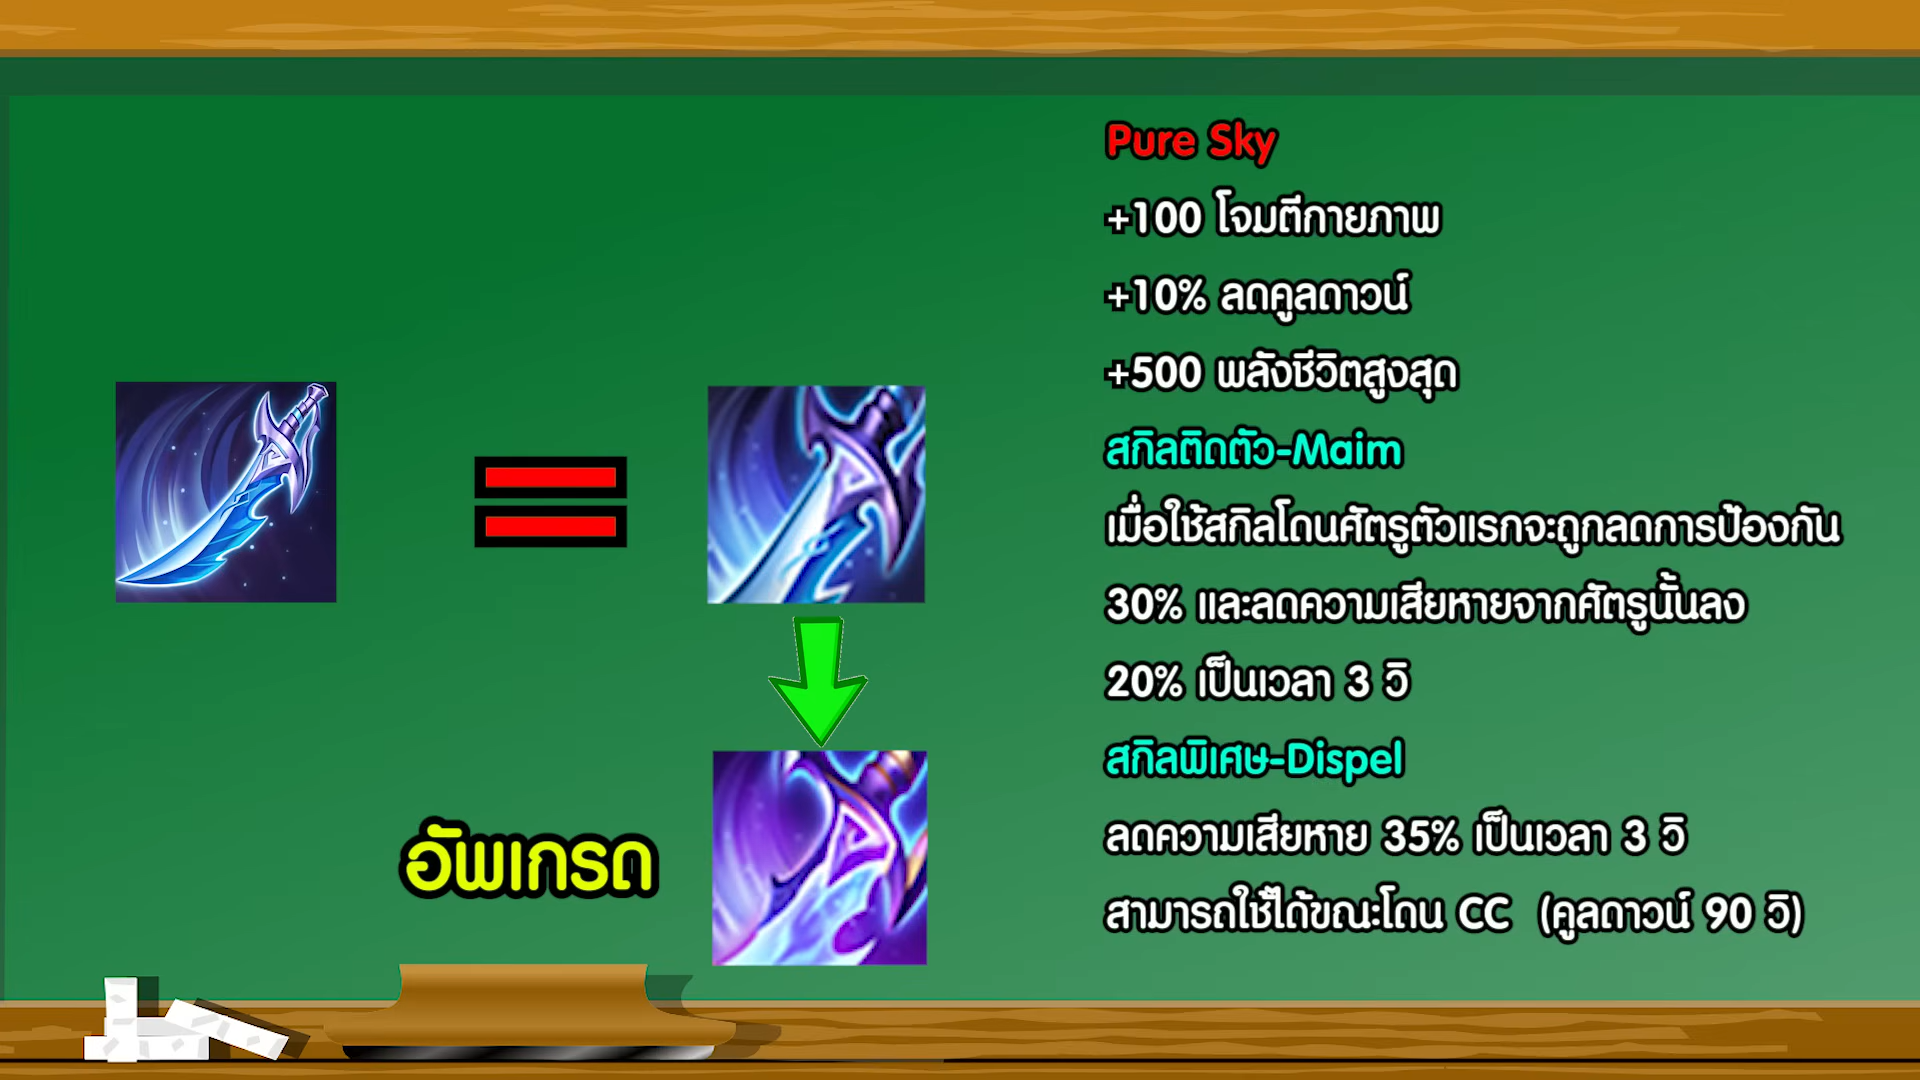 Pure Sky
+100 โจมตีกายภาพ
+10% ลดคูลดาวน์
+500 พลังชีวิตสูงสุด
สกิลติดตัว-Maim
เมื่อใช้สกิลโดนศัตรูตัวแรกจะถูกลดการป้องกัน
30% และลดความเสียหายจากศัตรูนั้นลง
20% เป็นเวลา 3 วิ
สกิลพิเศษ-Dispel
ลดความเสียหาย 35% เป็นเวลา 3 วิ
สามารถใช้ได้ขณะโดน CC (คูลดาวน์ 90 วิ)
อัพเกรด